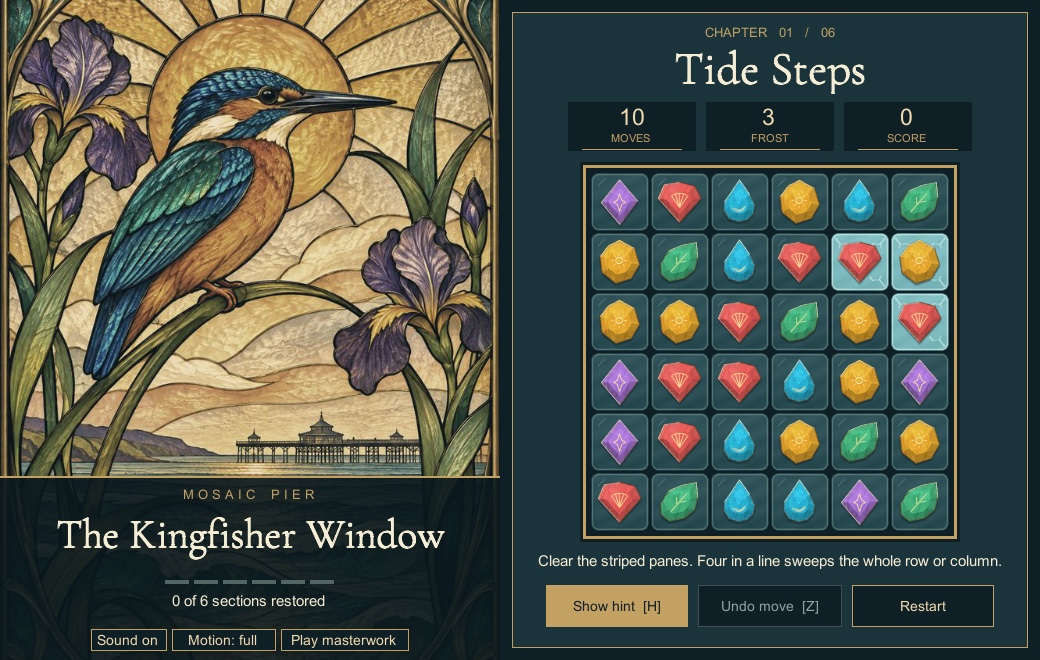 MOSAIC PIER
The Kingfisher Window
0 of 6 sections restored
Sound on
Motion: full
Play masterwork
CHAPTER 01 / 06
Tide Steps
10
MOVES
3
FROST
0
SCORE
Clear the striped panes. Four in a line sweeps the whole row or column.
Show hint [H]
Undo move [Z]
Restart